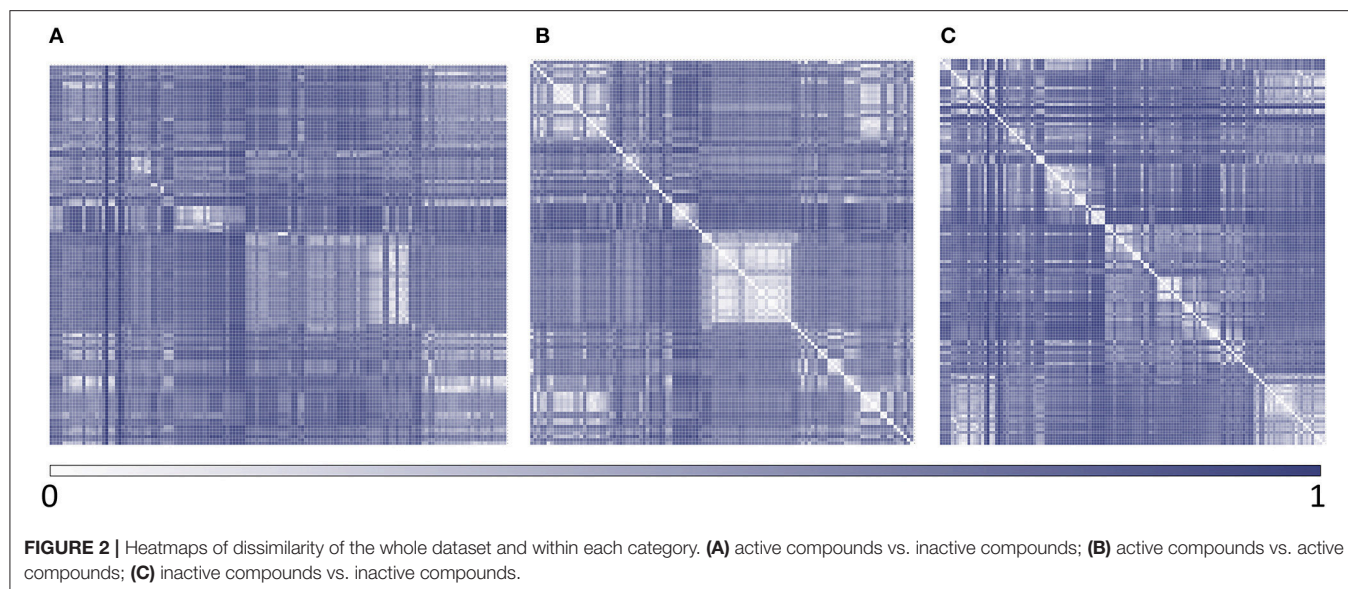 A
B
C
0
1
FIGURE 2 | Heatmaps of dissimilarity of the whole dataset and within each category. (A) active compounds vs. inactive compounds; (B) active compounds vs. active
compounds; (C) inactive compounds vs. inactive compounds.